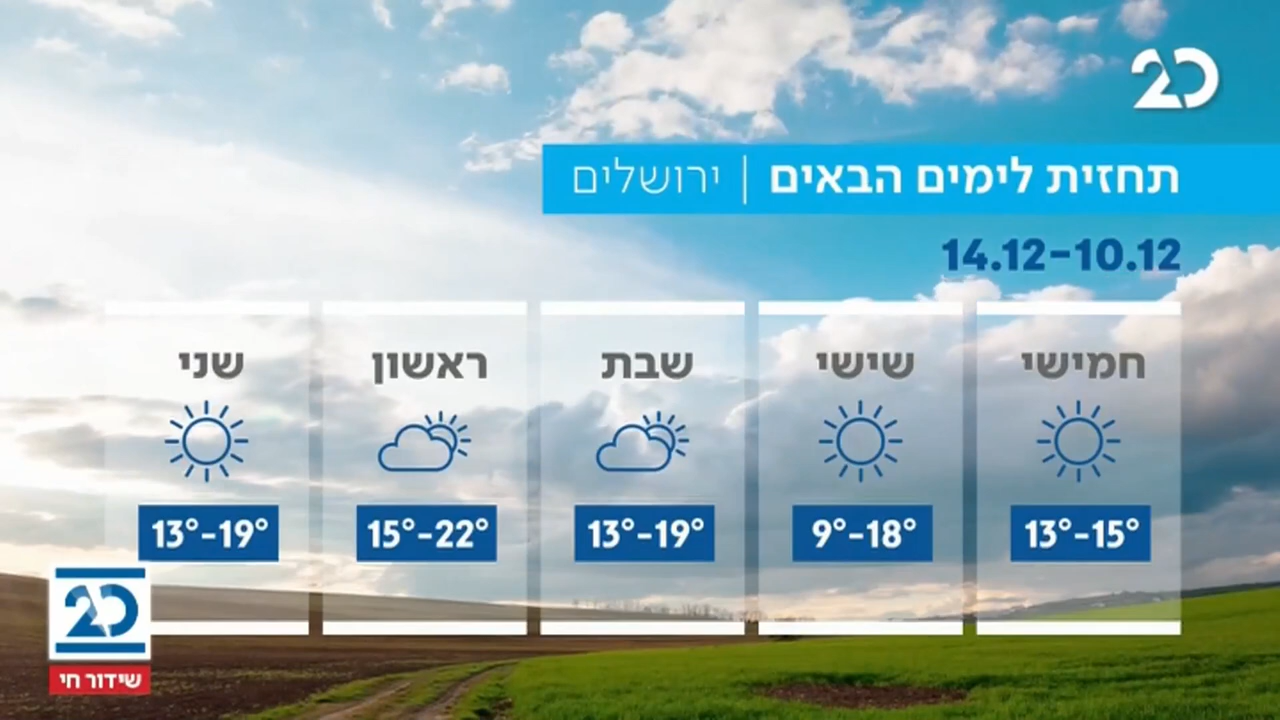 20
תחזית לימים הבאים | ירושלים
14.12-10.12
חמישי
13°-15°
שישי
9°-18°
שבת
13°-19°
ראשון
15°-22°
שני
13°-19°
20
שידור חי